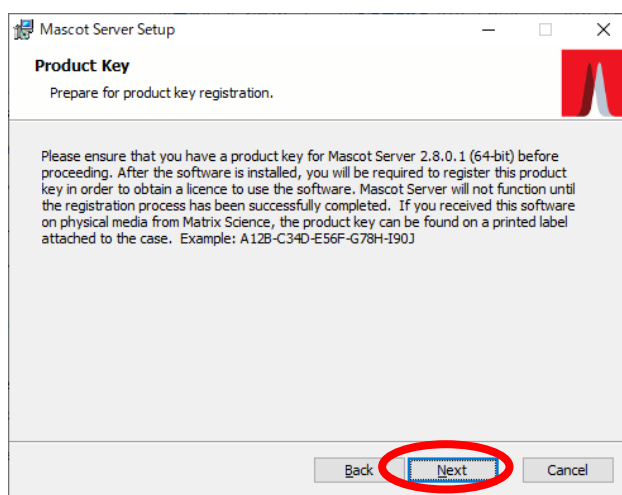 Mascot Server Setup
Product Key
Prepare for product key registration.
Please ensure that you have a product key for Mascot Server 2.8.0.1 (64-bit) before
proceeding. After the software is installed, you will be required to register this product
key in order to obtain a licence to use the software. Mascot Server will not function until
the registration process has been successfully completed.  If you received this software
on physical media from Matrix Science, the product key can be found on a printed label
attached to the case.  Example: A12B-C34D-E56F-G78H-I90J
Back Next Cancel